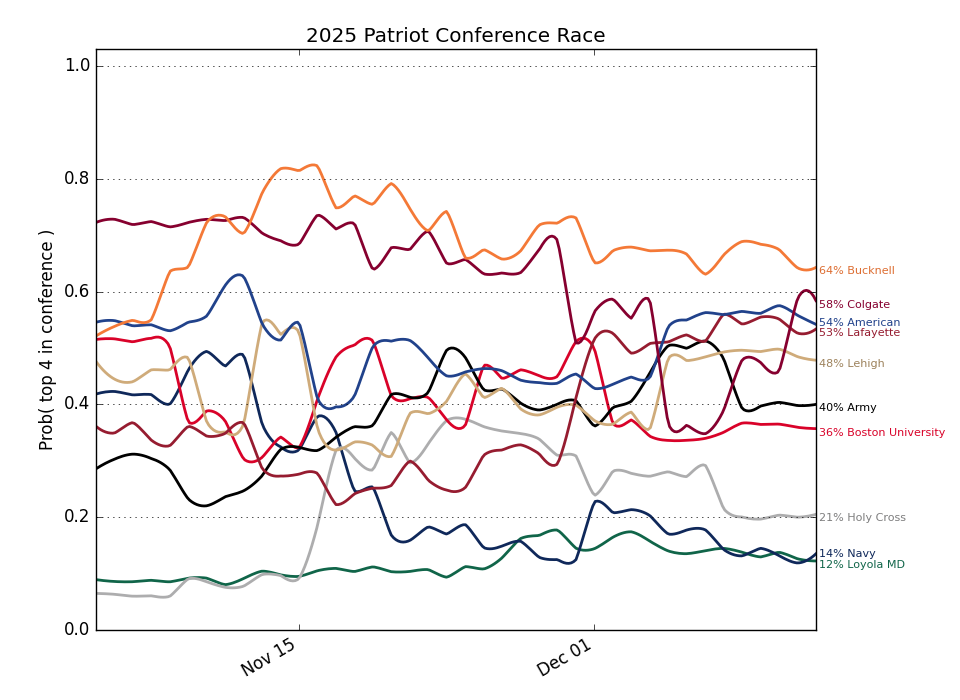 2025 Patriot Conference Race
Prob( top 4 in conference )
1.0
0.8
0.6
0.4
0.2
0.0
Nov 15
Dec 01
64% Bucknell
58% Colgate
54% American
53% Lafayette
48% Lehigh
40% Army
36% Boston University
21% Holy Cross
14% Navy
12% Loyola MD